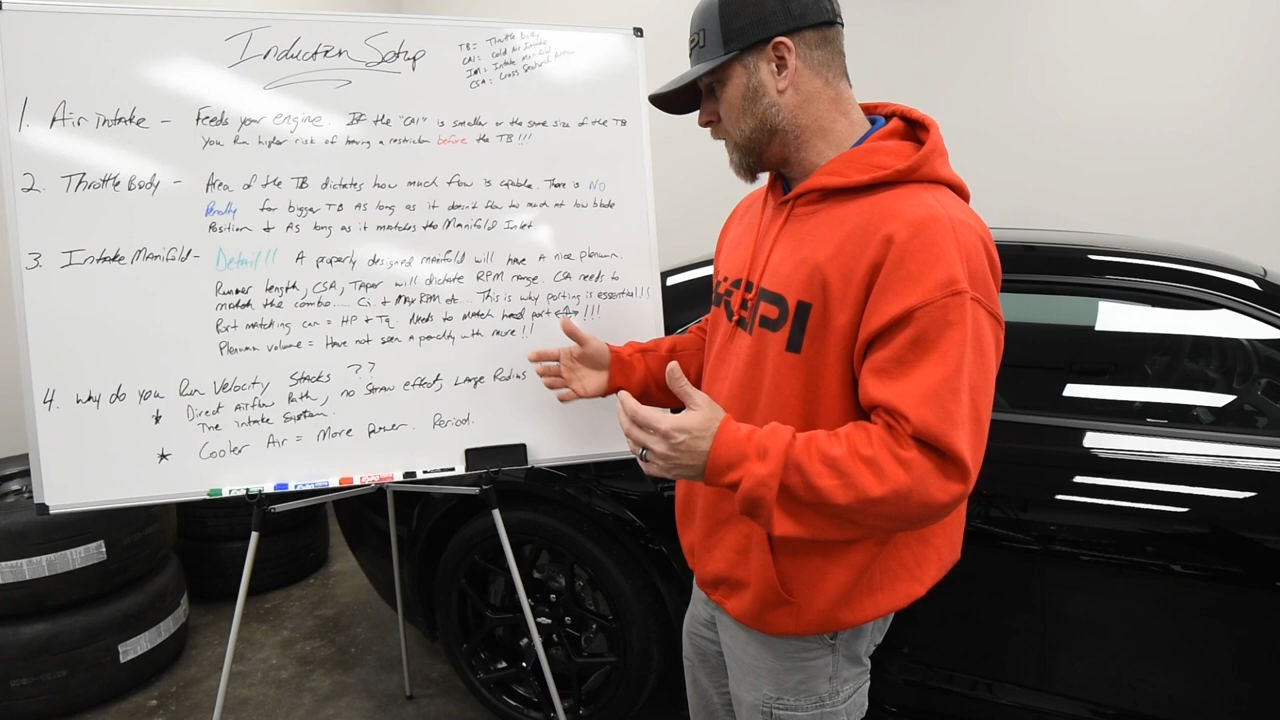 Induction Setup
TB = Throttle Body
CAI = Cold Air Intake
IM = Intake Manifold
CSA = Cross Sectional Area
1. Air intake - Feeds your engine. If the "CAI" is smaller or the same size of the TB
You Run higher risk of having a restriction before the TB!!!
2. Throttle Body - Area of the TB dictates how much flow is capable. There is NO
Penalty for bigger TB As long as it doesn't flow to much at low blade
Position & As long as it matches the Manifold Inlet.
3. Intake Manifold - Detail!! A properly designed manifold will have A nice plenum.
Runner length, CSA, Taper will dictate RPM range. CSA needs to
match the combo.... Ci. & MAX RPM etc... This is why porting is essential!!
Port matching can = HP & Tq. Needs to match head port !!!
Plenum volume = Have not seen a penalty with more!!
4. Why do you Run Velocity Stacks ??
* Direct Airflow Path, no Straw effect, Large Radius
The intake System.
* Cooler Air = More Power. Period.
PI
GPI